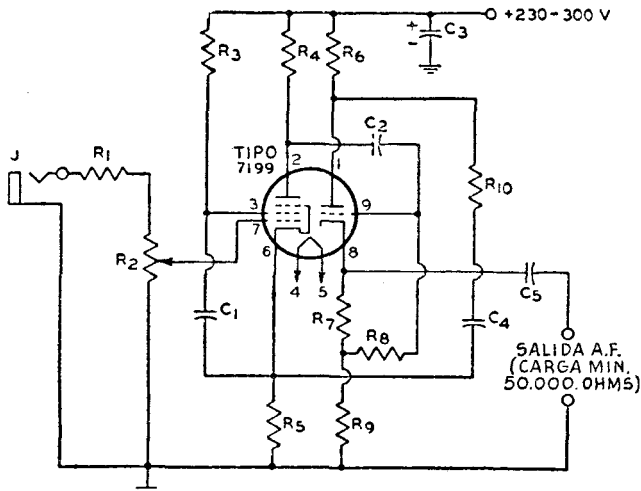 +230-300 V
+
-
C3
R3
R4
R6
C2
J
R1
TIPO
7199
2
1
R10
3
7
9
R2
6
8
4
5
C5
C1
R7
R8
C4
SALIDA A.F.
(CARGA MIN.
50.000.OHMS)
R5
R9